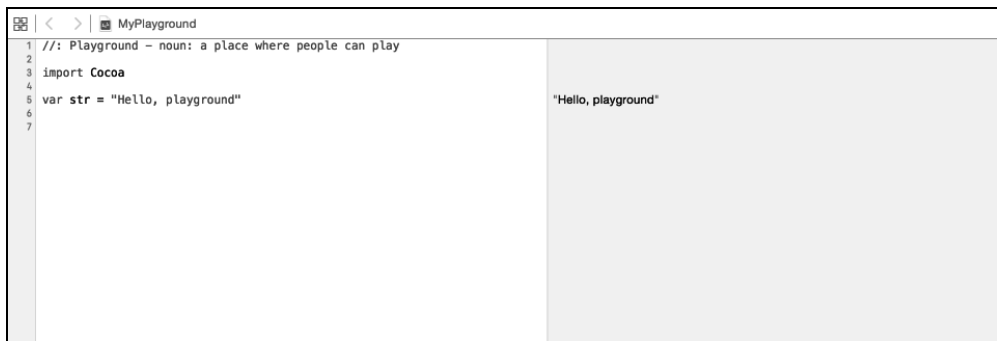 MyPlayground
1 //: Playground – noun: a place where people can play
2
3 import Cocoa
4
5 var str = "Hello, playground" "Hello, playground"
6
7